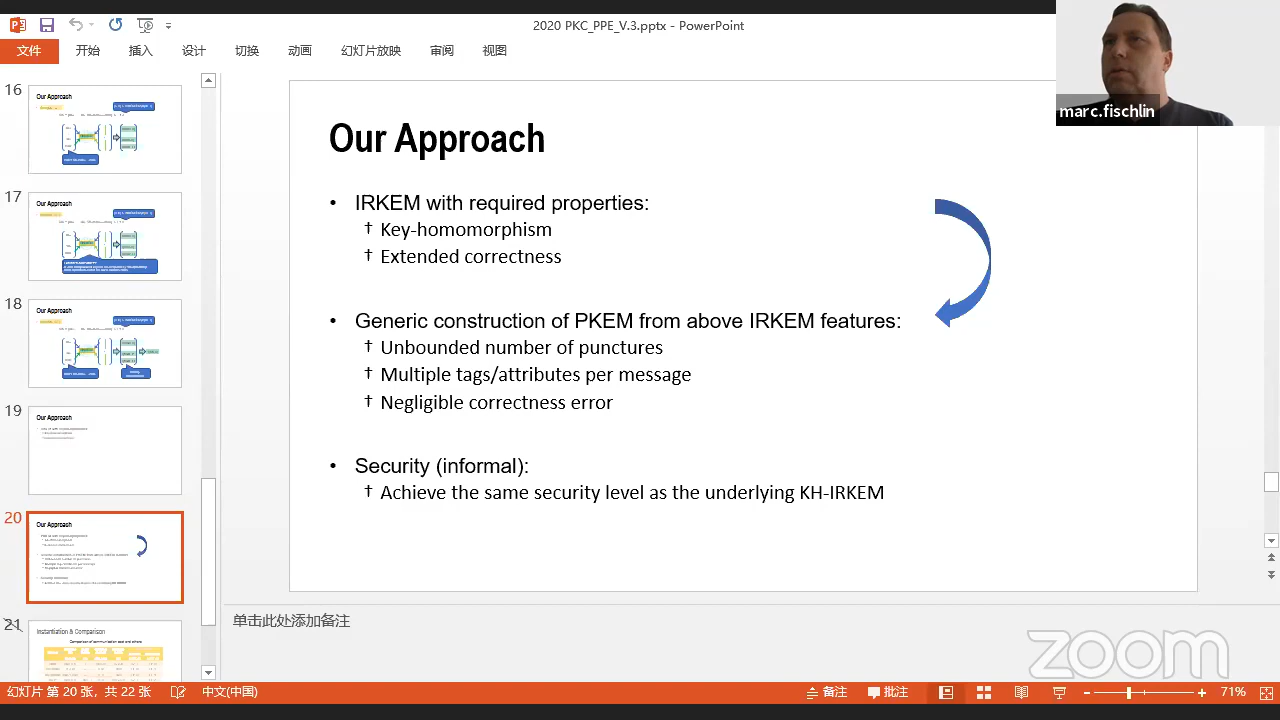 2020 PKC_PPE_V.3.pptx - PowerPoint
文件 开始 插入 设计 切换 动画 幻灯片放映 审阅 视图
marc.fischlin
16
Our Approach
17
Our Approach
18
Our Approach
19
Our Approach
20
Our Approach
21
Instantiation & Comparison
Our Approach
• IRKEM with required properties:
† Key-homomorphism
† Extended correctness
• Generic construction of PKEM from above IRKEM features:
† Unbounded number of punctures
† Multiple tags/attributes per message
† Negligible correctness error
• Security (informal):
† Achieve the same security level as the underlying KH-IRKEM
单击此处添加备注
zoom
幻灯片 第 20 张，共 22 张 中文(中国) 备注 批注 71%